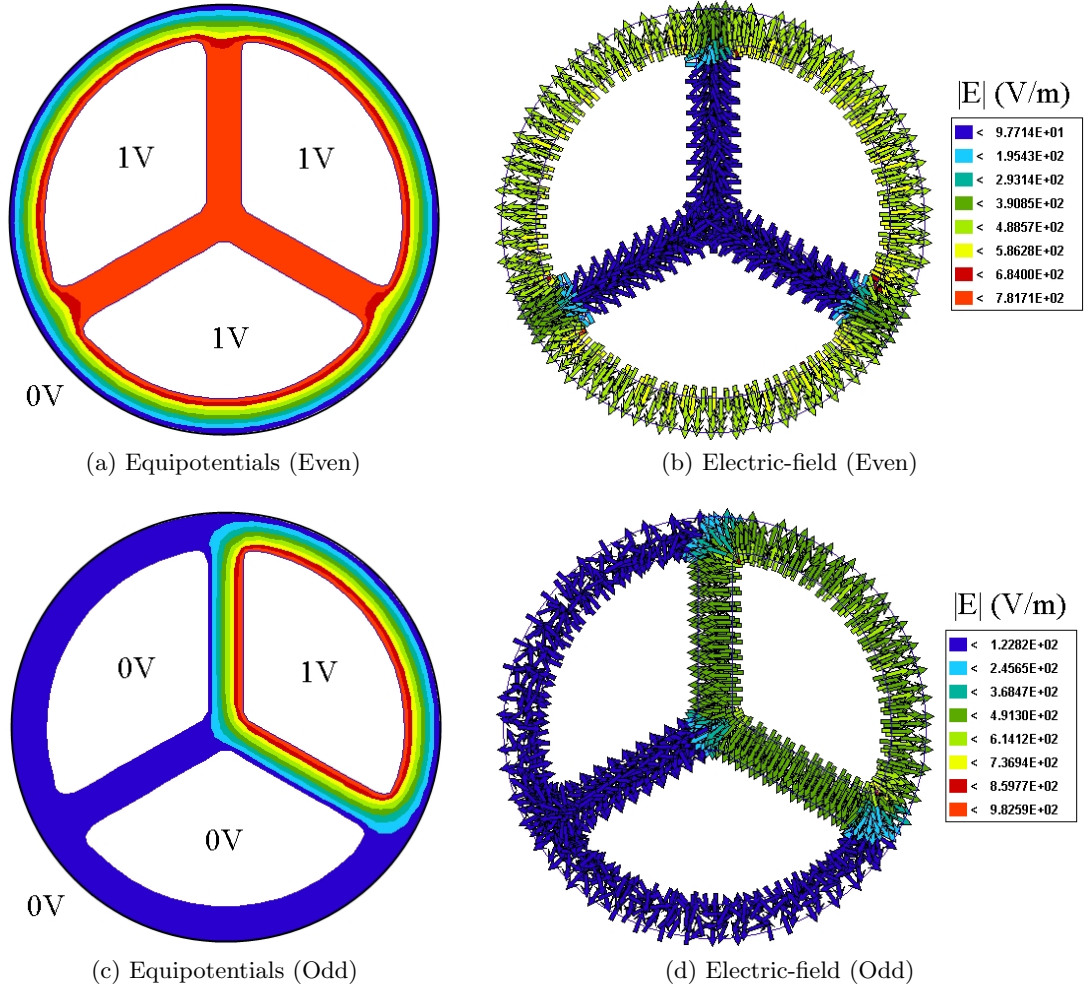 1V
1V
1V
0V
|E| (V/m)
< 9.7714E+01
< 1.9543E+02
< 2.9314E+02
< 3.9085E+02
< 4.8857E+02
< 5.8628E+02
< 6.8400E+02
< 7.8171E+02
(a) Equipotentials (Even)
(b) Electric-field (Even)
0V
1V
0V
0V
|E| (V/m)
< 1.2282E+02
< 2.4565E+02
< 3.6847E+02
< 4.9130E+02
< 6.1412E+02
< 7.3694E+02
< 8.5977E+02
< 9.8259E+02
(c) Equipotentials (Odd)
(d) Electric-field (Odd)